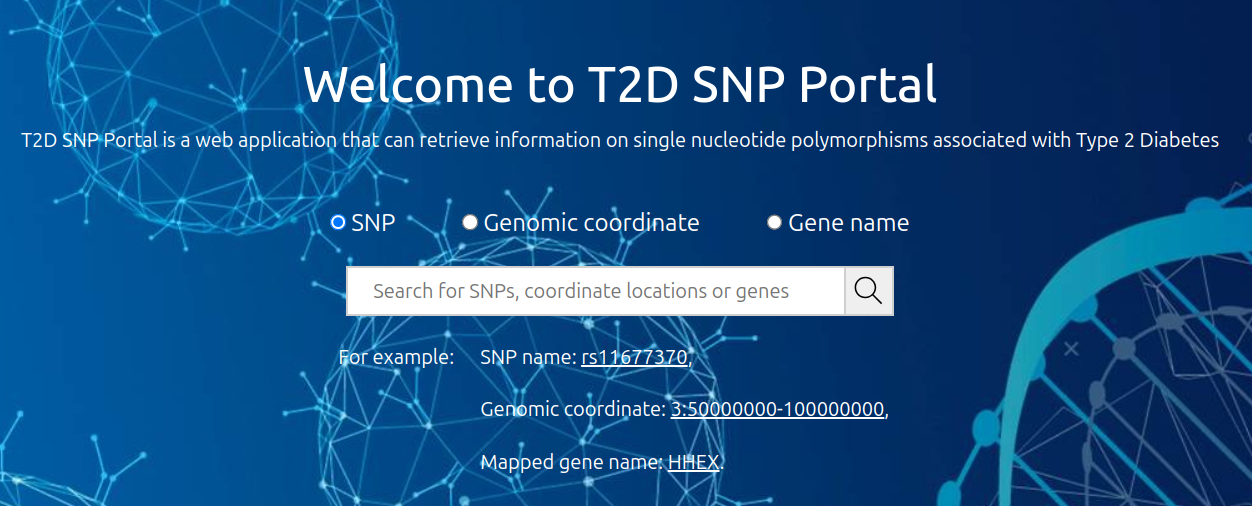 Welcome to T2D SNP Portal
T2D SNP Portal is a web application that can retrieve information on single nucleotide polymorphisms associated with Type 2 Diabetes
SNP Genomic coordinate Gene name
Search for SNPs, coordinate locations or genes
For example: SNP name: rs11677370,
Genomic coordinate: 3:50000000-100000000,
Mapped gene name: HHEX.